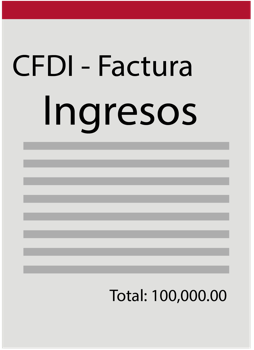 CFDI - Factura
Ingresos
Total: 100,000.00